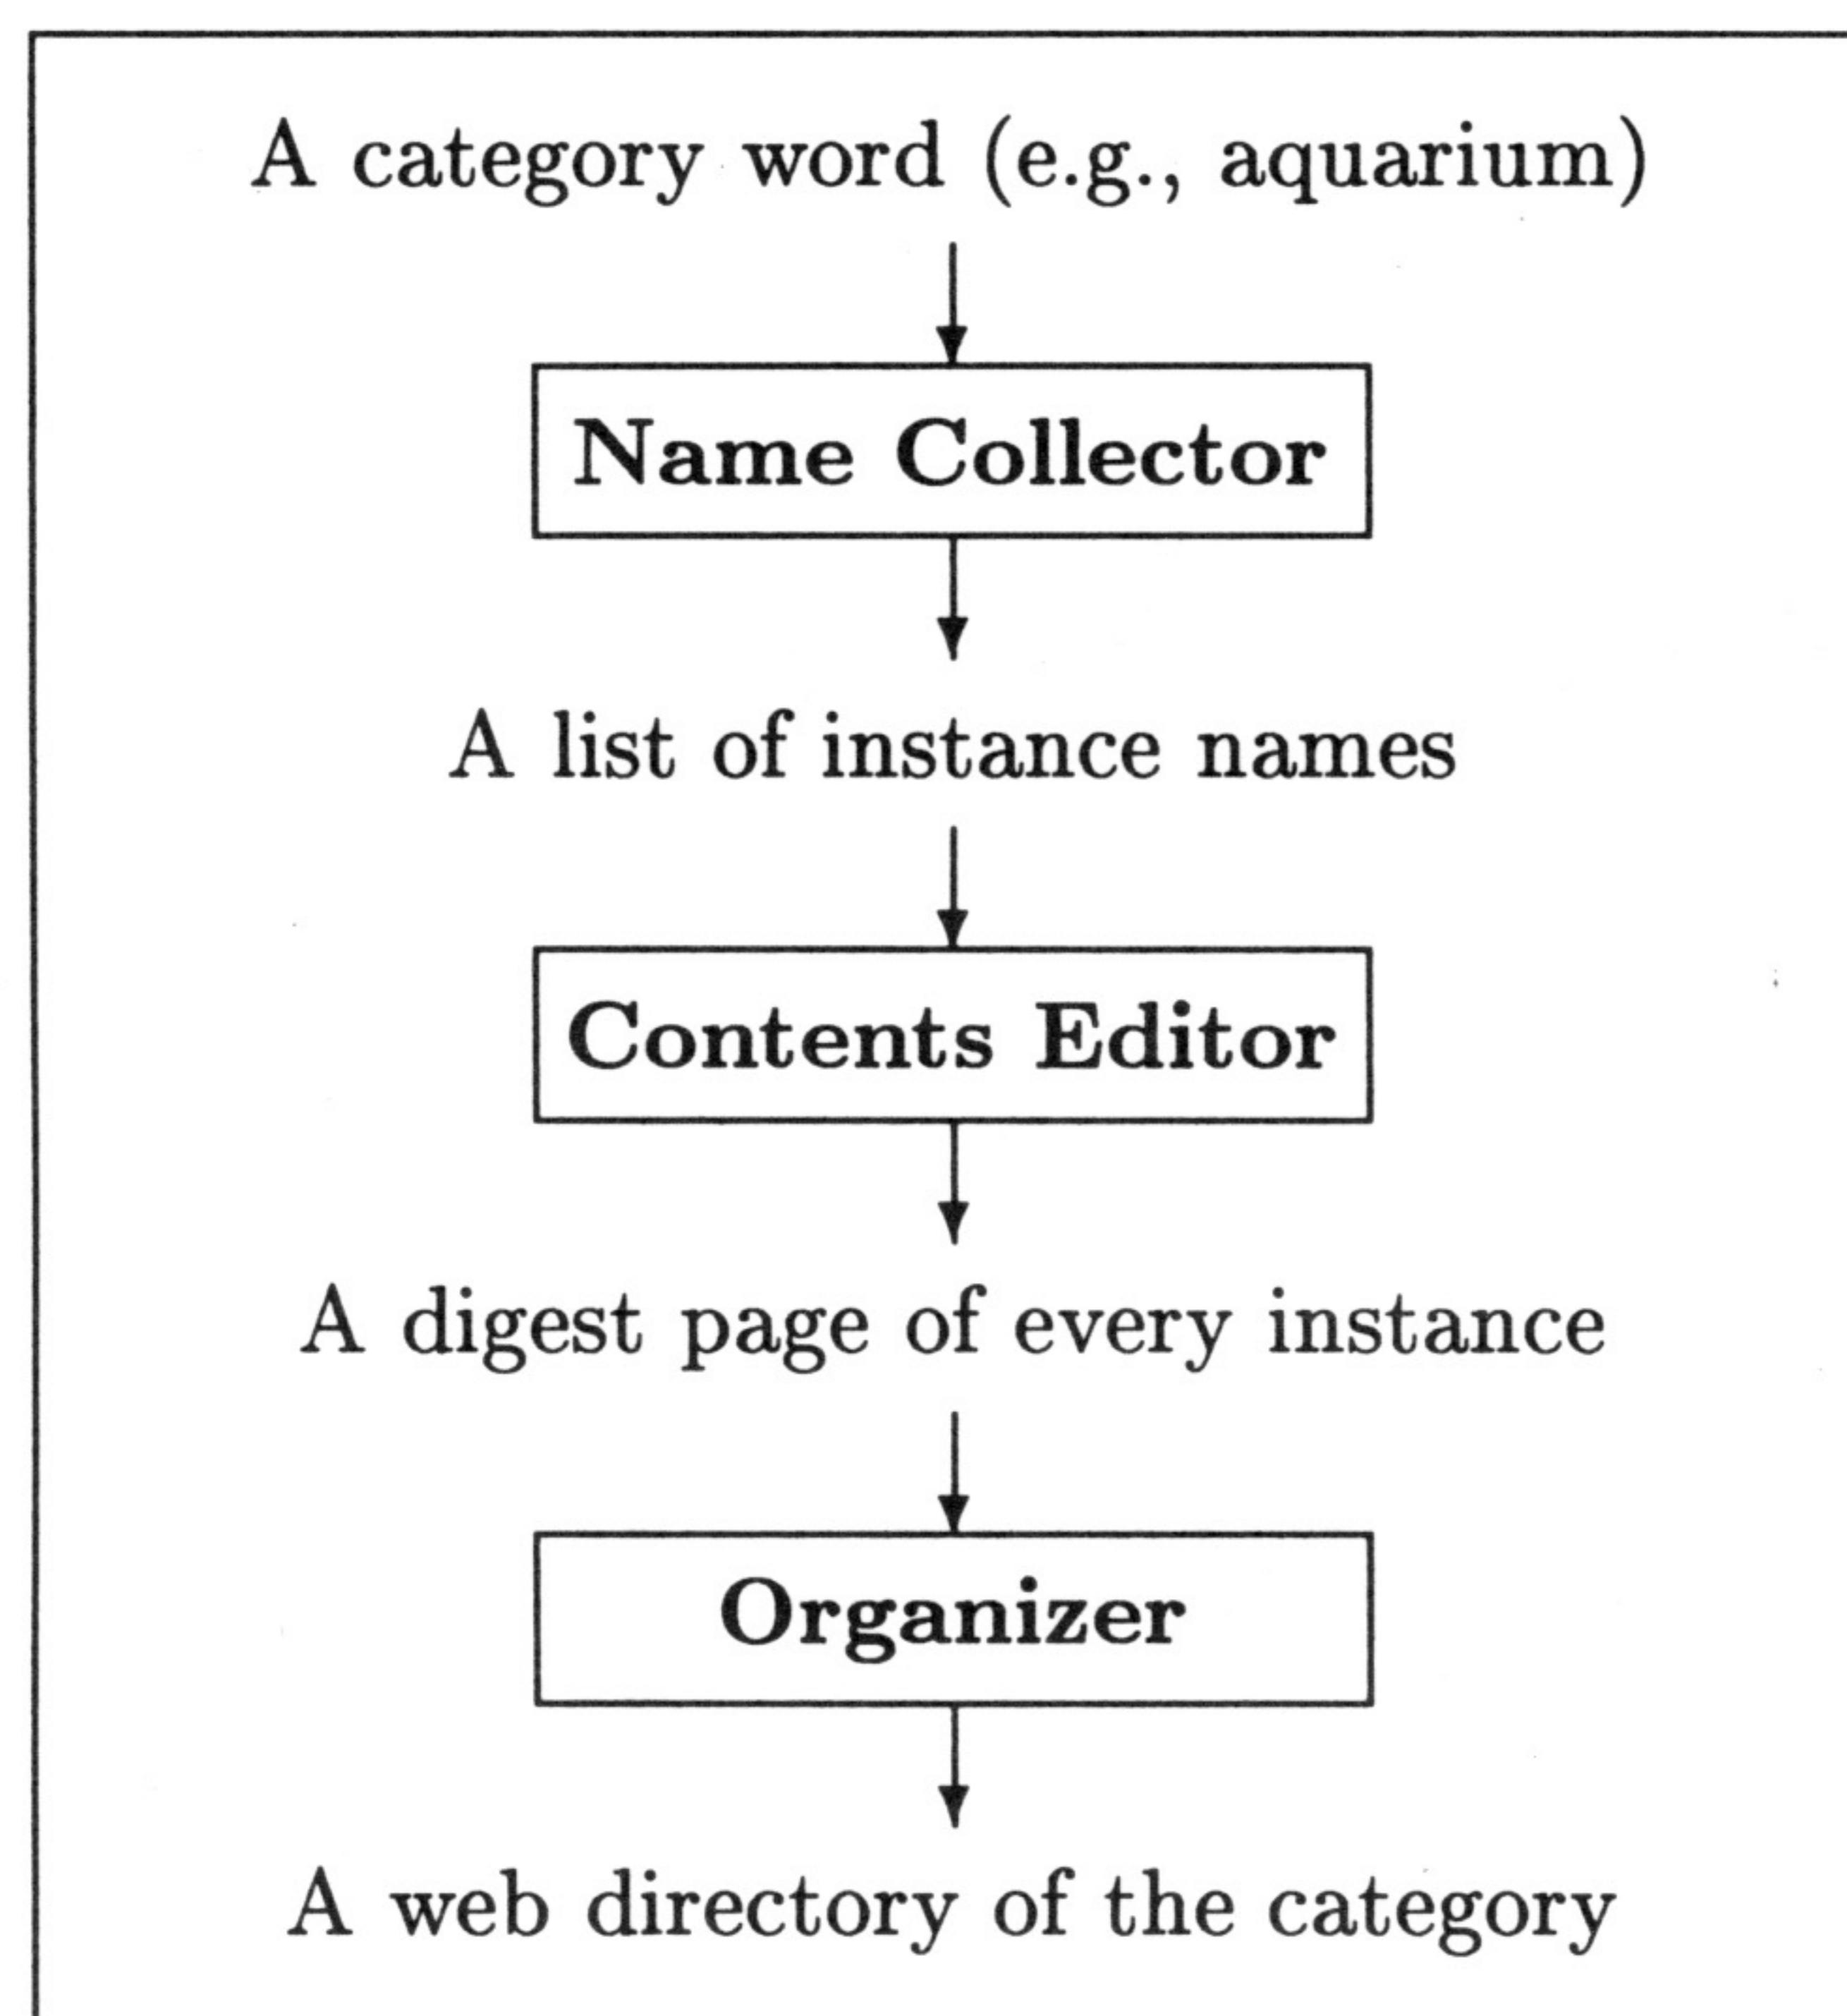 A category word (e.g., aquarium)
Name Collector
A list of instance names
Contents Editor
A digest page of every instance
Organizer
A web directory of the category